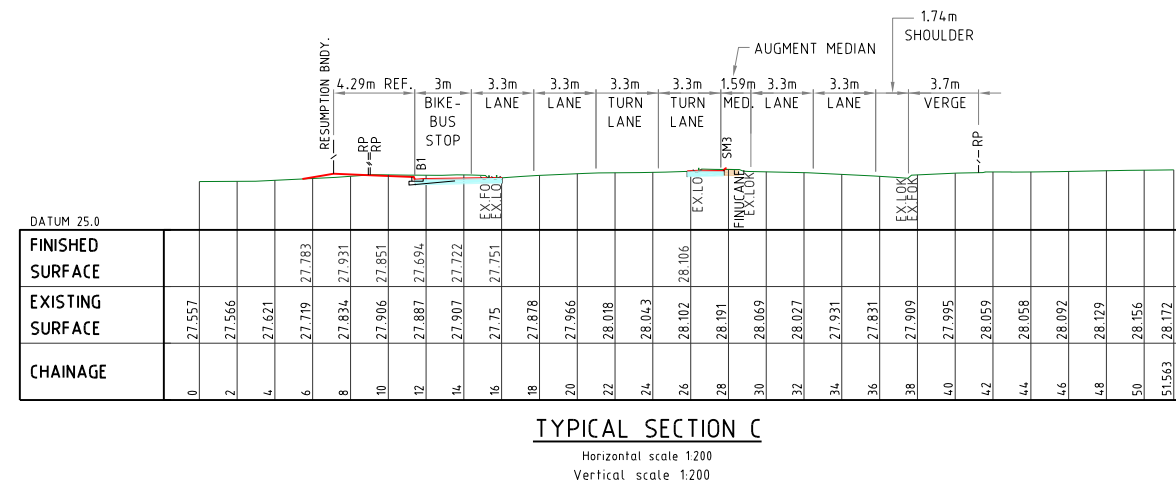 1.74m
SHOULDER
AUGMENT MEDIAN
RESUMPTION BNDY.
4.29m REF.
3m
3.3m
3.3m
3.3m
3.3m
1.59m
3.3m
3.3m
3.7m
BIKE-
BUS
STOP
LANE
LANE
TURN
LANE
TURN
LANE
MED.
LANE
LANE
VERGE
RP
RP
B1
SM3
RP
EX.LOK
FINUCANE
EX.LOK
EX.LOK
EX.FOK
DATUM 25.0
FINISHED
SURFACE
27.783
27.931
27.851
27.694
27.722
27.751
28.106
EXISTING
SURFACE
27.557
27.566
27.621
27.719
27.834
27.906
27.887
27.907
27.75
27.878
27.966
28.018
28.043
28.102
28.191
28.069
28.027
27.931
27.831
27.909
27.995
28.059
28.058
28.092
28.129
28.156
28.172
CHAINAGE
0
2
4
6
8
10
12
14
16
18
20
22
24
26
28
30
32
34
36
38
40
42
44
46
48
50
51.563
TYPICAL SECTION C
Horizontal scale 1:200
Vertical scale 1:200